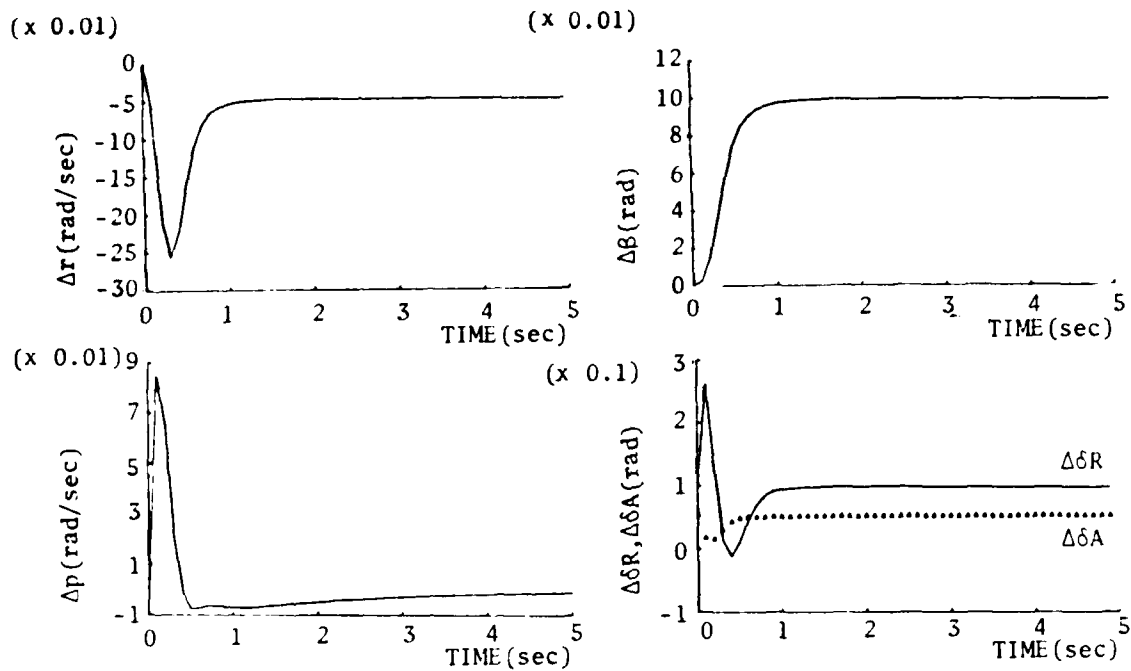 (x 0.01)
Δr(rad/sec)
0
-5
-10
-15
-20
-25
-30
0 1 2 3 4 5
TIME(sec)
(x 0.01)
Δβ(rad)
12
10
8
6
4
2
0
0 1 2 3 4 5
TIME(sec)
(x 0.01)
Δp(rad/sec)
9
7
5
3
1
-1
0 1 2 3 4 5
TIME(sec)
(x 0.1)
ΔδR,ΔδA(rad)
3
2
1
0
-1
ΔδR
ΔδA
0 1 2 3 4 5
TIME(sec)